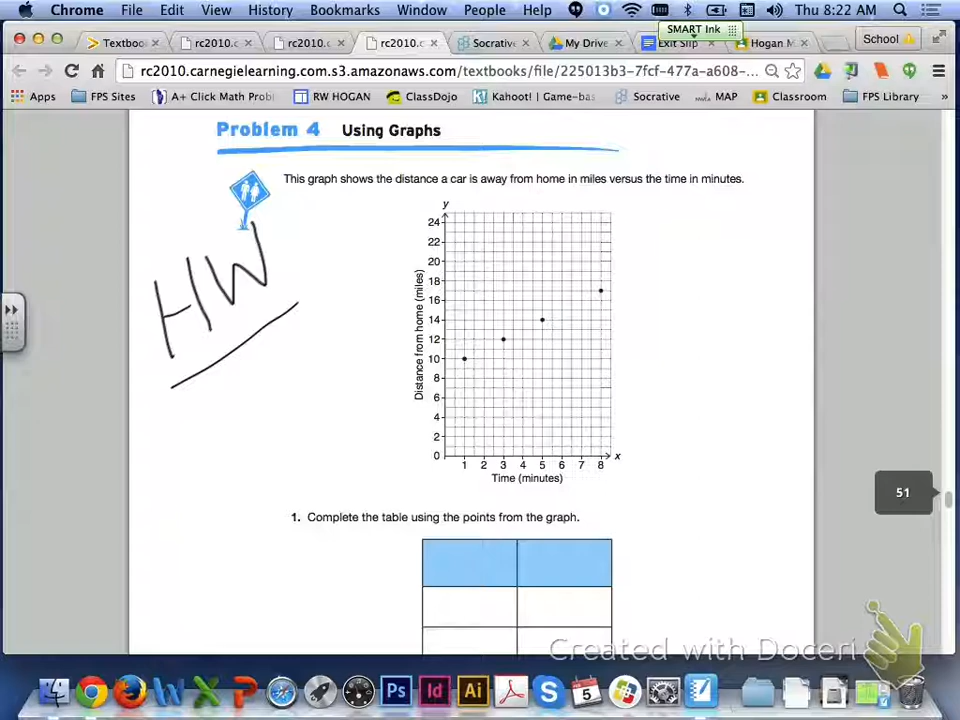 Chrome File Edit View History Bookmarks Window People Help Thu 8:22 AM
SMART Ink
Textboo rc2010.c rc2010.c rc2010.c Socrative My Drive Exit Slip Hogan M School
rc2010.carnegielearning.com.s3.amazonaws.com/textbooks/file/225013b3-7fcf-477a-a608-...
Apps FPS Sites A+ Click Math Probl RW HOGAN ClassDojo Kahoot! | Game-bas Socrative MAP Classroom FPS Library »
Problem 4 Using Graphs
This graph shows the distance a car is away from home in miles versus the time in minutes.
HW
y
24
22
20
18
16
14
12
10
8
6
4
2
0
Distance from home (miles)
1 2 3 4 5 6 7 8 x
Time (minutes)
51
1. Complete the table using the points from the graph.
Created with Doceri
W X P Ps Id Ai S 5